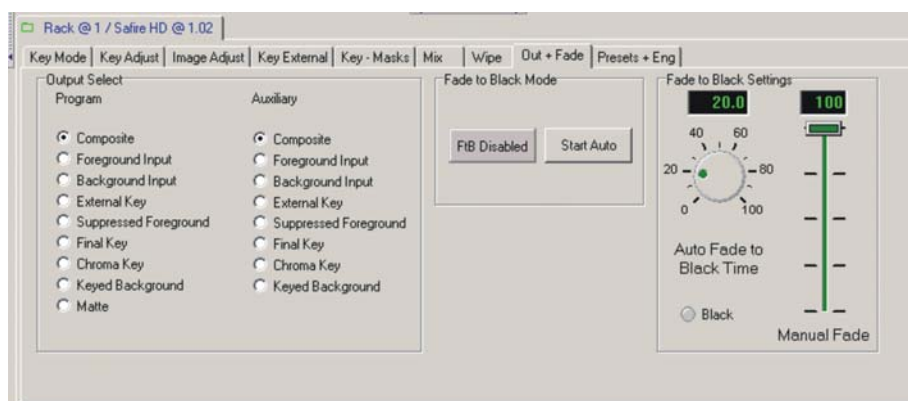 Rack @ 1 / Safire HD @ 1.02
Key Mode Key Adjust Image Adjust Key External Key - Masks Mix Wipe Out + Fade Presets + Eng
Output Select
Program Auxiliary
Composite Composite
Foreground Input Foreground Input
Background Input Background Input
External Key External Key
Suppressed Foreground Suppressed Foreground
Final Key Final Key
Chroma Key Chroma Key
Keyed Background Keyed Background
Matte
Fade to Black Mode
FtB Disabled Start Auto
Fade to Black Settings
20.0 100
40 60
20 80
0 100
Auto Fade to
Black Time
Black
Manual Fade